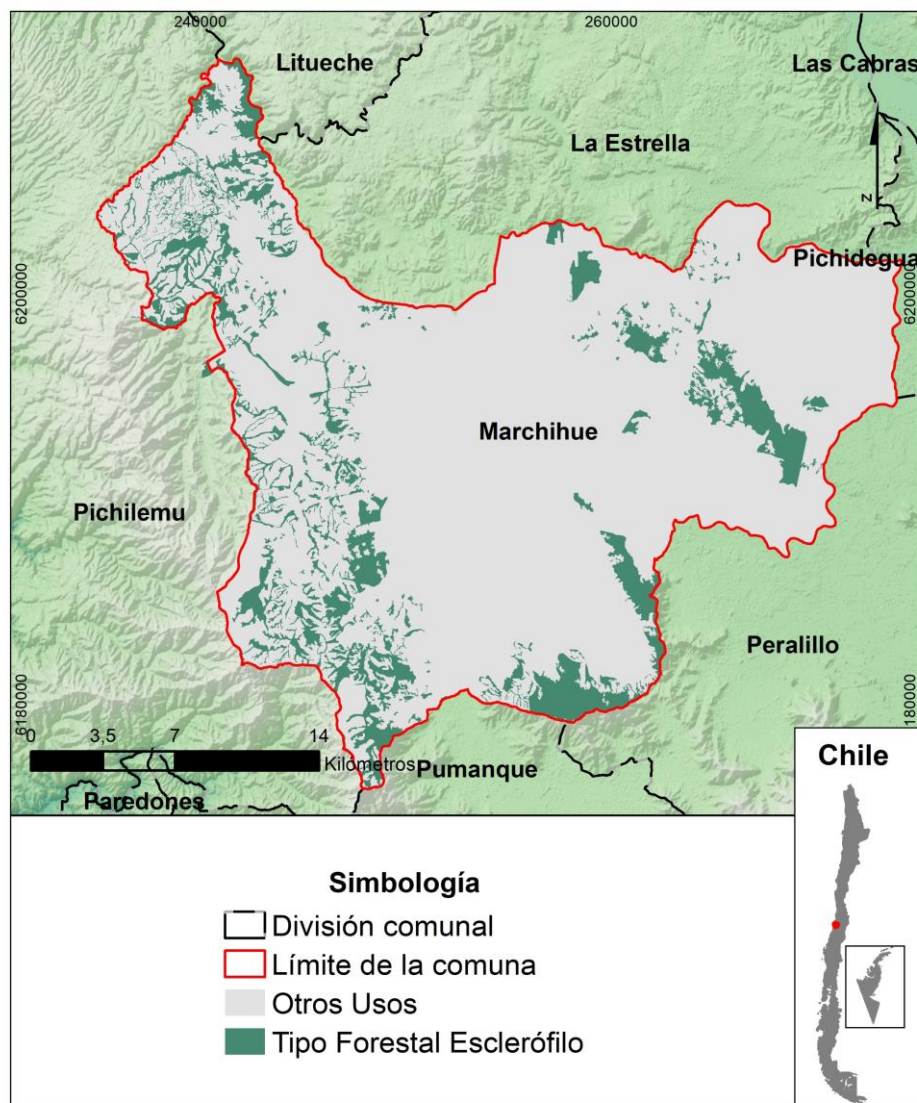 240000
260000
Litueche
Las Cabras
La Estrella
N
Pichidegua
6200000
6200000
Marchihue
Pichilemu
Peralillo
6180000
6180000
0 3,5 7 14
Kilómetros
Pumanque
Paredones
Chile
Simbología
División comunal
Límite de la comuna
Otros Usos
Tipo Forestal Esclerófilo